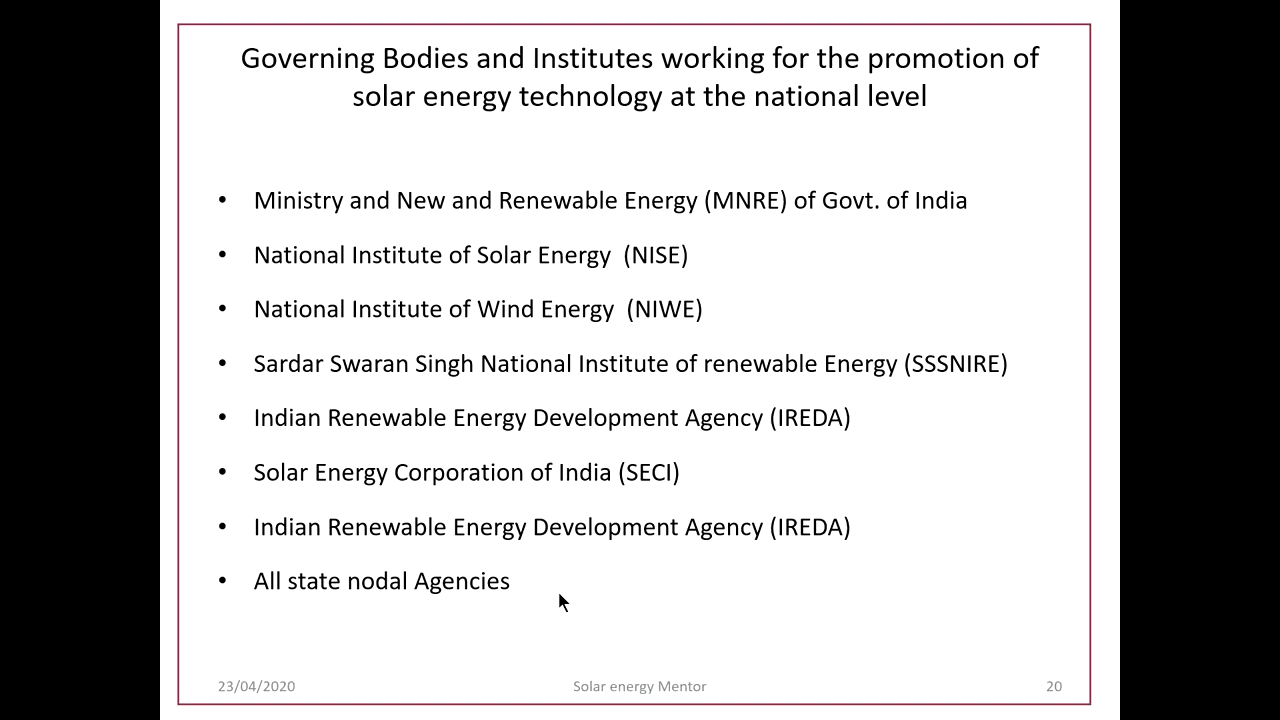 Governing Bodies and Institutes working for the promotion of
solar energy technology at the national level
• Ministry and New and Renewable Energy (MNRE) of Govt. of India
• National Institute of Solar Energy  (NISE)
• National Institute of Wind Energy  (NIWE)
• Sardar Swaran Singh National Institute of renewable Energy (SSSNIRE)
• Indian Renewable Energy Development Agency (IREDA)
• Solar Energy Corporation of India (SECI)
• Indian Renewable Energy Development Agency (IREDA)
• All state nodal Agencies
23/04/2020 Solar energy Mentor 20